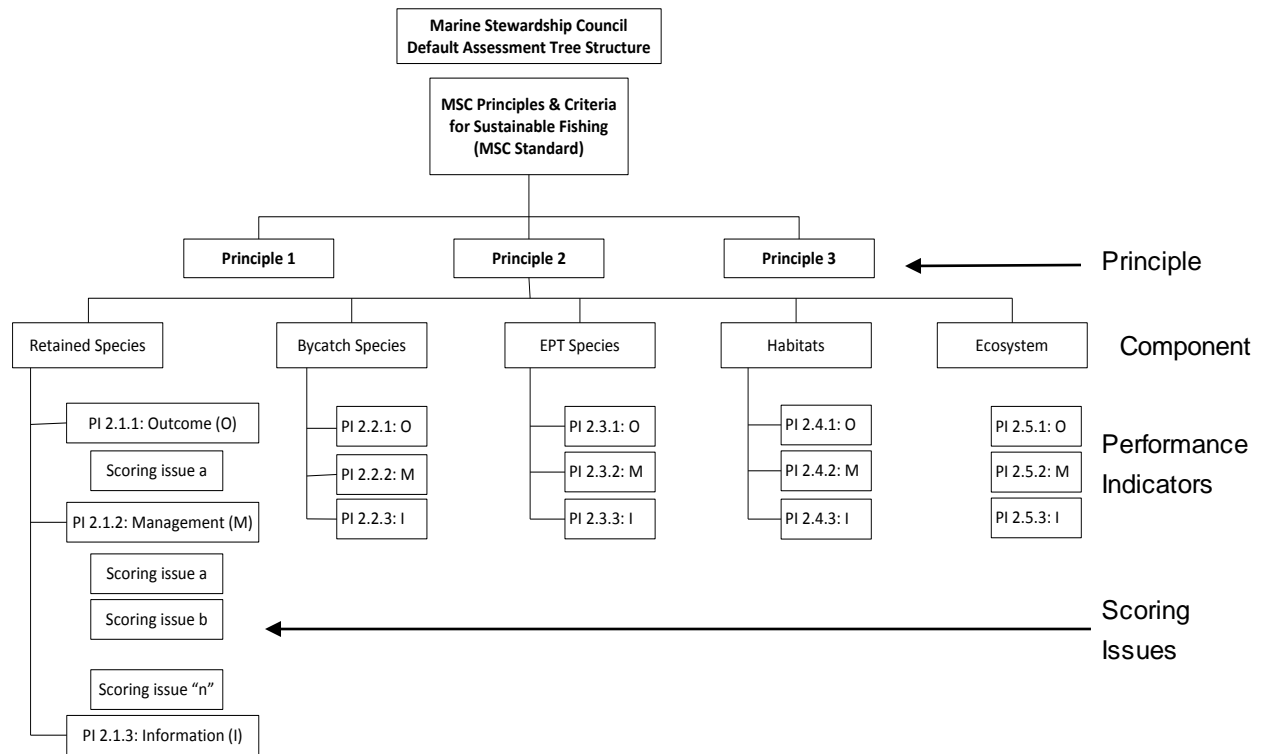 Marine Stewardship Council
Default Assessment Tree Structure
MSC Principles & Criteria
for Sustainable Fishing
(MSC Standard)
Principle 1
Principle 2
Principle 3
Principle
Retained Species
Bycatch Species
EPT Species
Habitats
Ecosystem
Component
PI 2.1.1: Outcome (O)
Scoring issue a
PI 2.1.2: Management (M)
Scoring issue a
Scoring issue b
Scoring issue “n”
PI 2.1.3: Information (I)
PI 2.2.1: O
PI 2.2.2: M
PI 2.2.3: I
PI 2.3.1: O
PI 2.3.2: M
PI 2.3.3: I
PI 2.4.1: O
PI 2.4.2: M
PI 2.4.3: I
PI 2.5.1: O
PI 2.5.2: M
PI 2.5.3: I
Performance
Indicators
Scoring
Issues